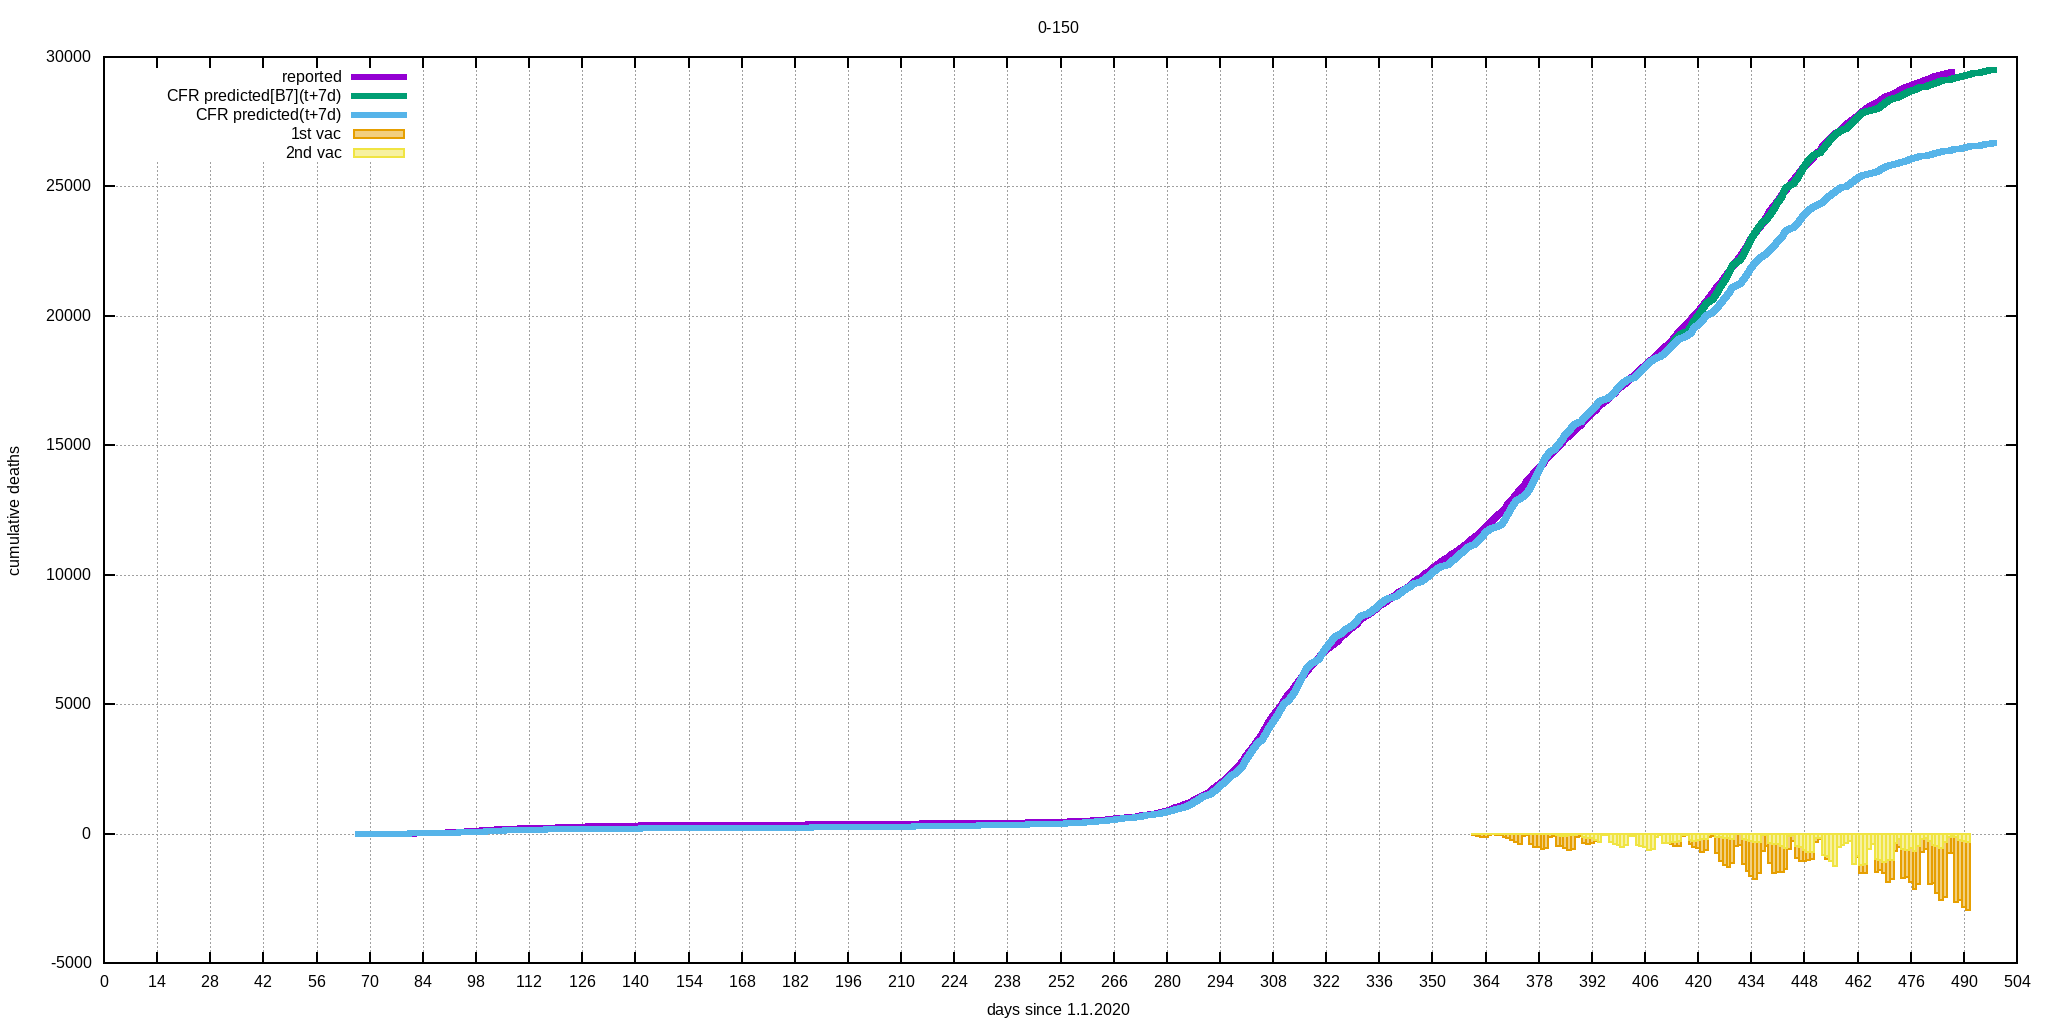 0-150
30000
25000
20000
15000
10000
5000
0
-5000
cumulative deaths
reported
CFR predicted[B7](t+7d)
CFR predicted(t+7d)
1st vac
2nd vac
0 14 28 42 56 70 84 98 112 126 140 154 168 182 196 210 224 238 252 266 280 294 308 322 336 350 364 378 392 406 420 434 448 462 476 490 504
days since 1.1.2020